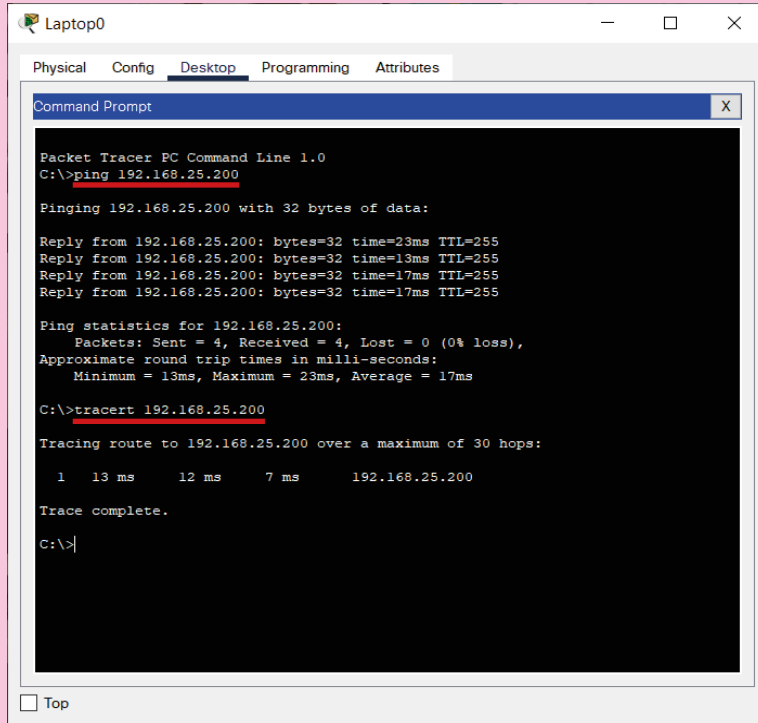 Laptop0
Physical Config Desktop Programming Attributes
Command Prompt
X
Packet Tracer PC Command Line 1.0
C:\>ping 192.168.25.200
Pinging 192.168.25.200 with 32 bytes of data:
Reply from 192.168.25.200: bytes=32 time=23ms TTL=255
Reply from 192.168.25.200: bytes=32 time=13ms TTL=255
Reply from 192.168.25.200: bytes=32 time=17ms TTL=255
Reply from 192.168.25.200: bytes=32 time=17ms TTL=255
Ping statistics for 192.168.25.200:
Packets: Sent = 4, Received = 4, Lost = 0 (0% loss),
Approximate round trip times in milli-seconds:
Minimum = 13ms, Maximum = 23ms, Average = 17ms
C:\>tracert 192.168.25.200
Tracing route to 192.168.25.200 over a maximum of 30 hops:
1 13 ms 12 ms 7 ms 192.168.25.200
Trace complete.
C:\>
Top